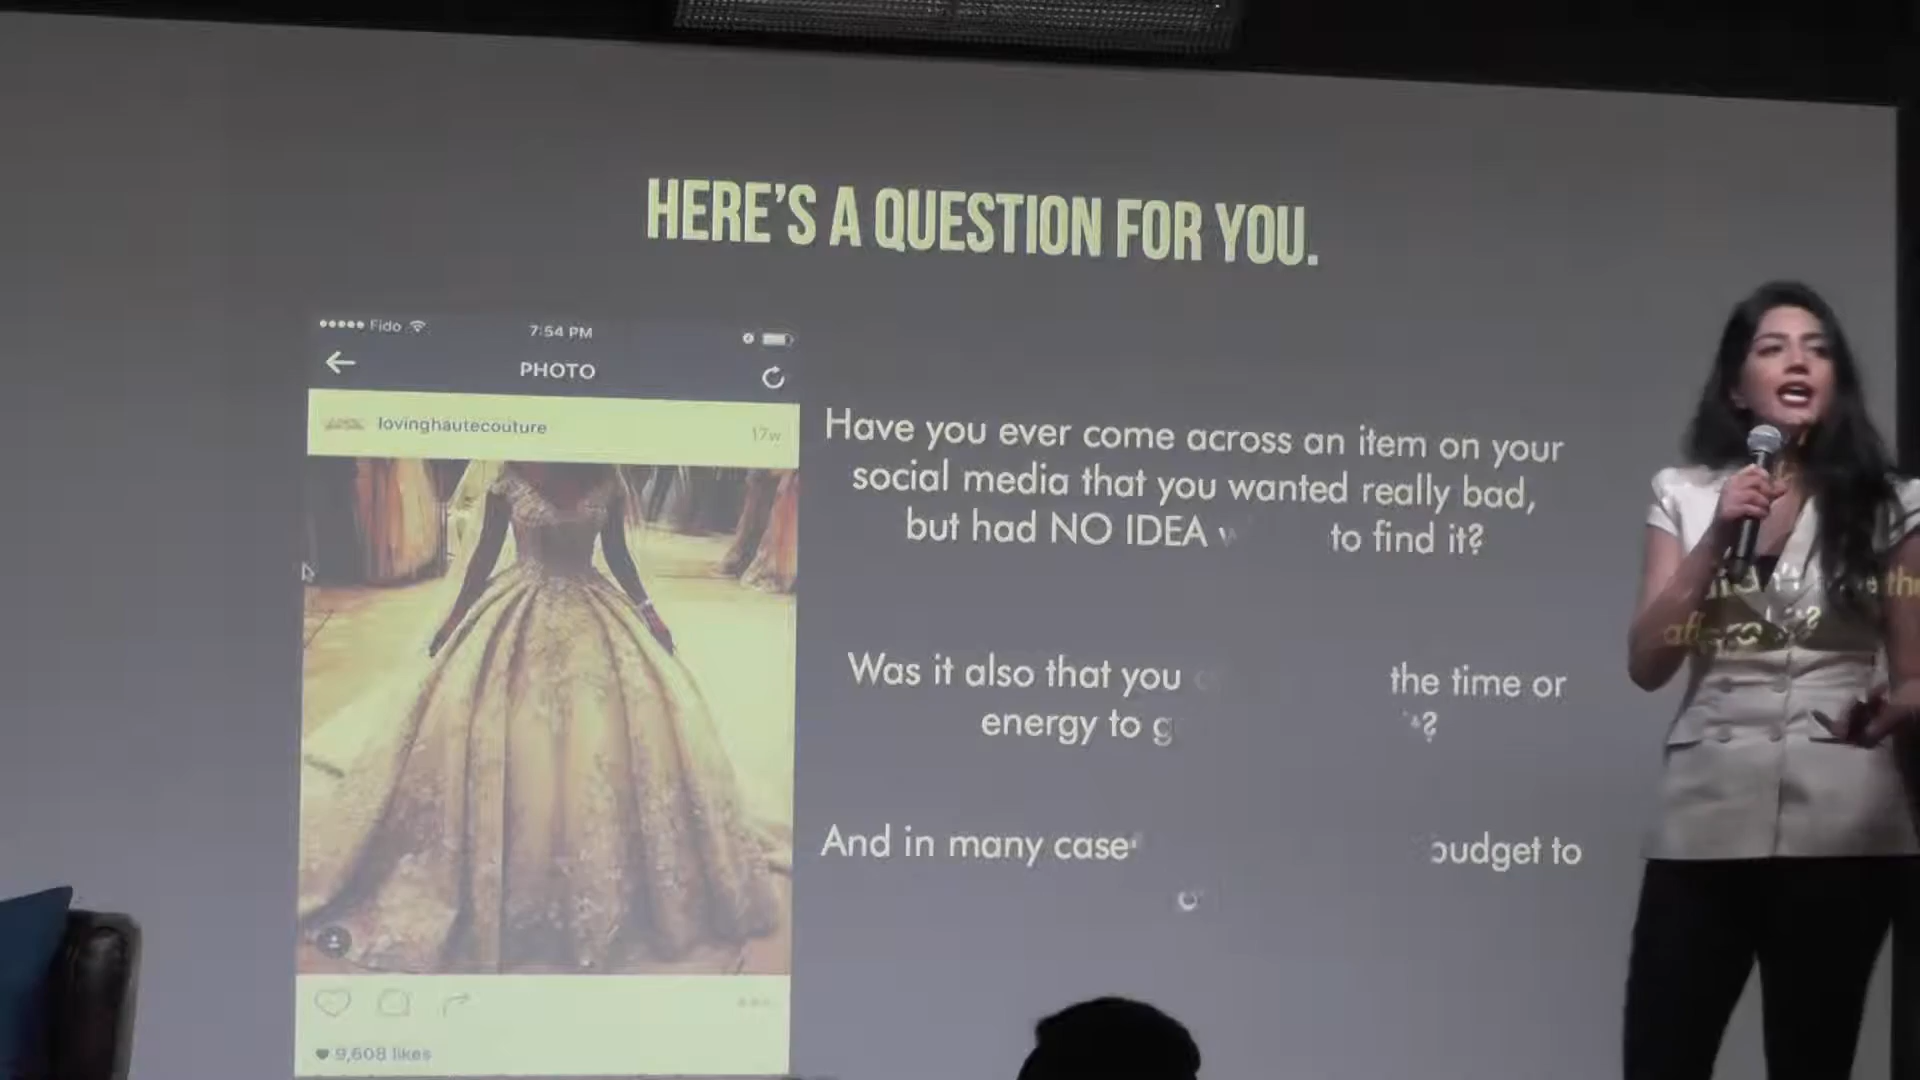 HERE'S A QUESTION FOR YOU.
Fido
7:54 PM
PHOTO
lovinghautecouture
17w
9,608 likes
Have you ever come across an item on your
social media that you wanted really bad,
but had NO IDEA to find it?
Was it also that you the time or
energy to ?
And in many budget to
the
?